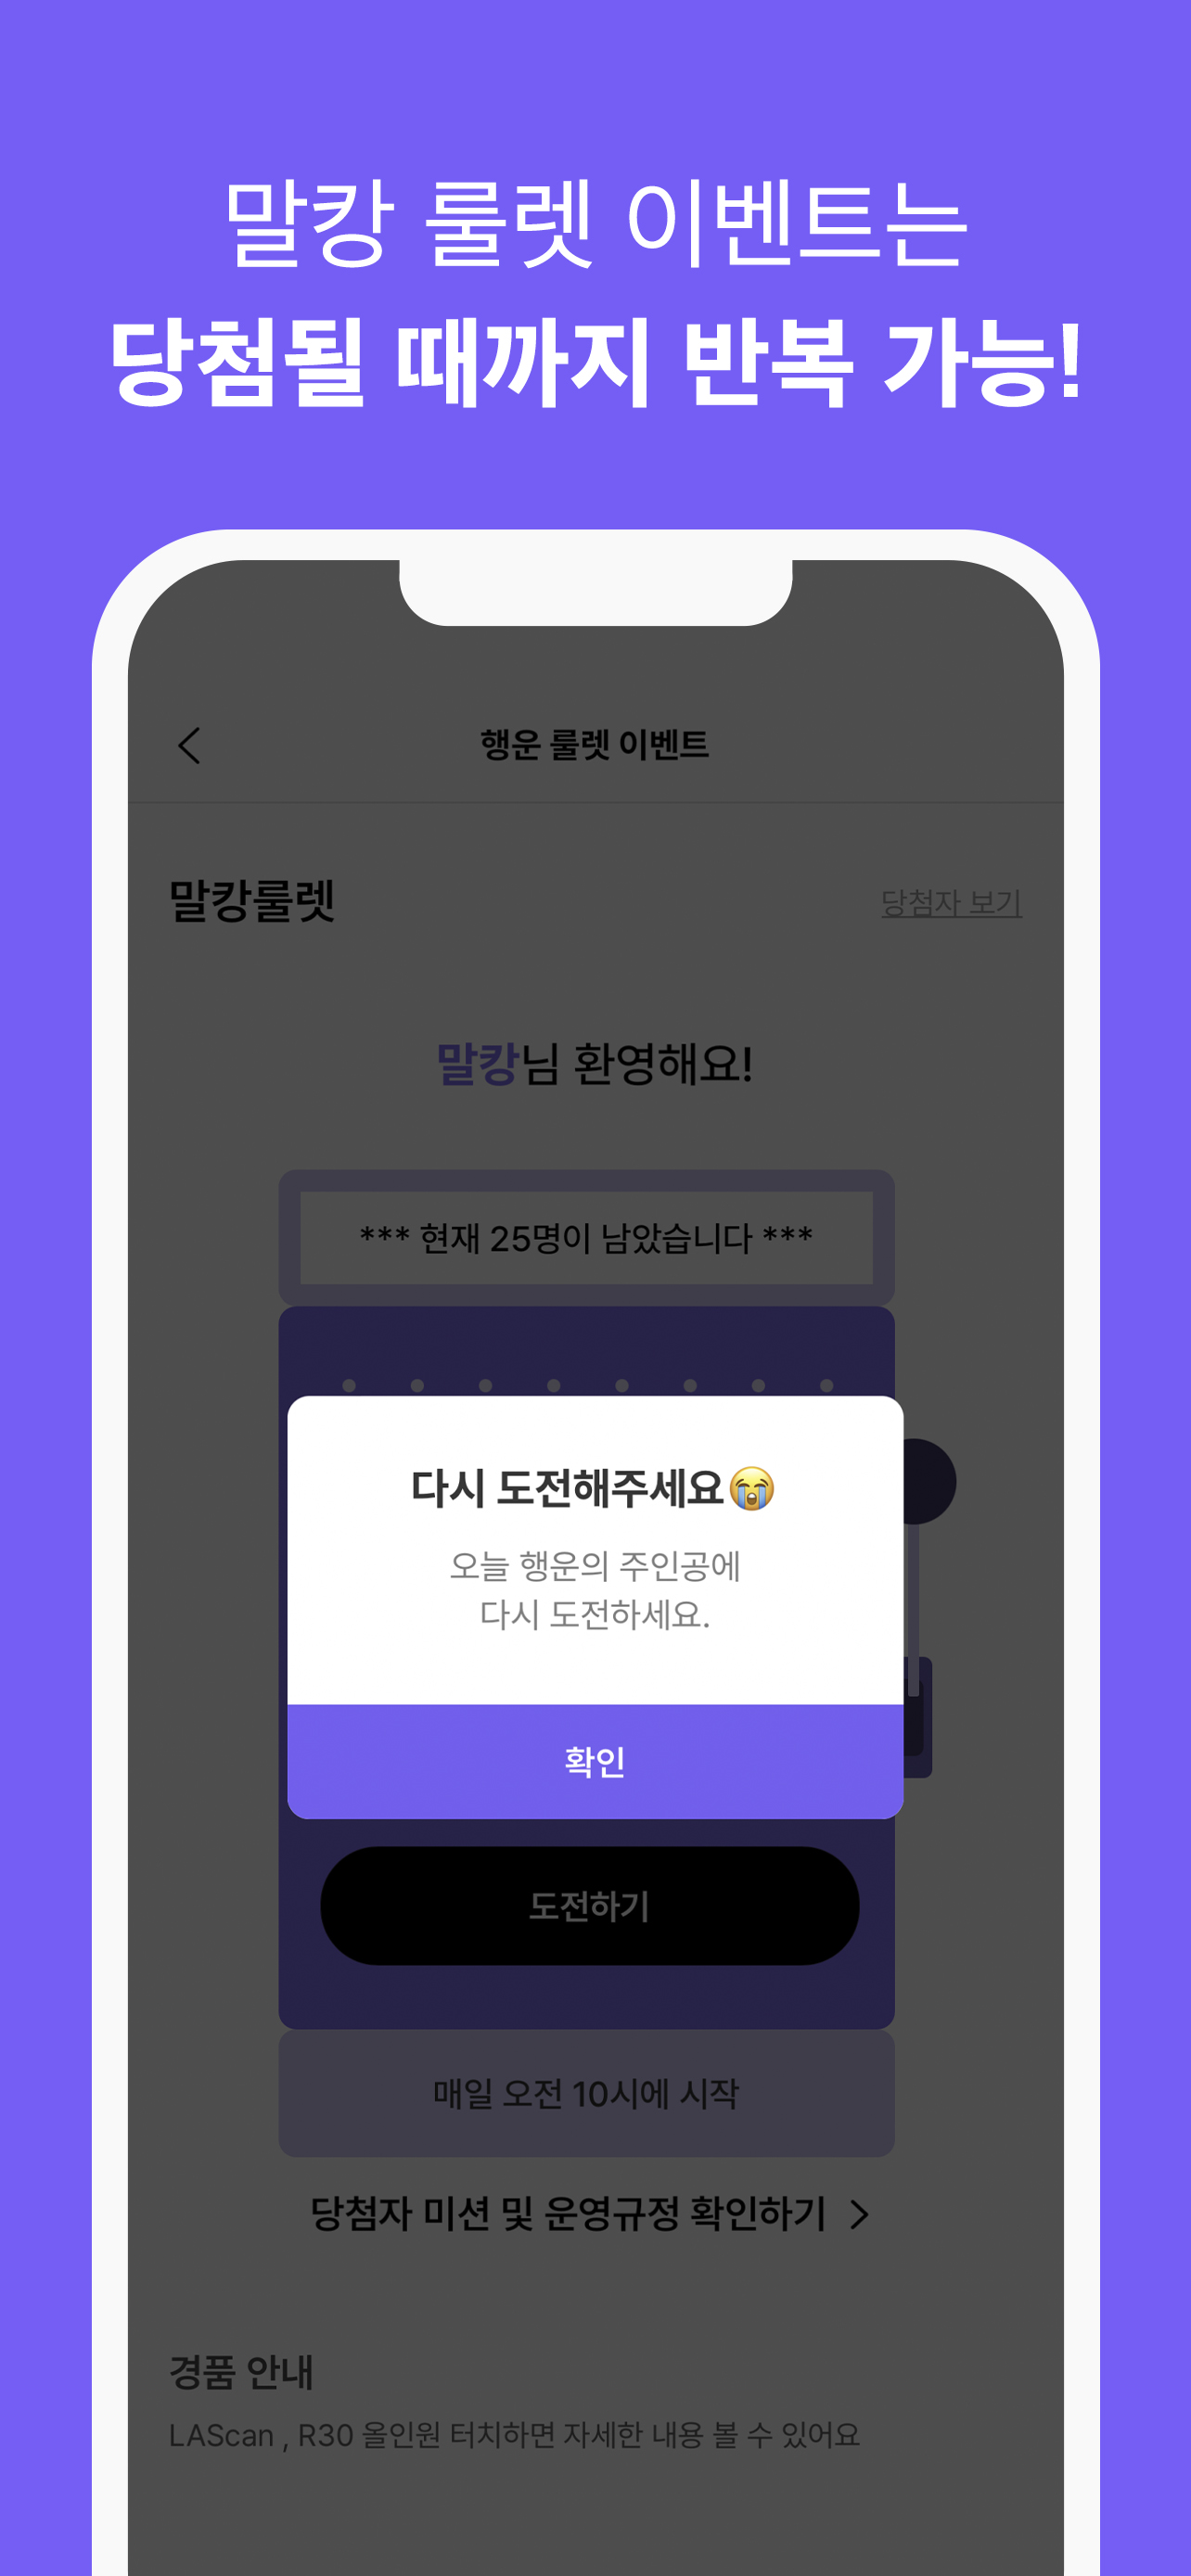 말캉 룰렛 이벤트는
당첨될 때까지 반복 가능!
행운 룰렛 이벤트
말캉룰렛
당첨자 보기
말캉님 환영해요!
*** 현재 25명이 남았습니다 ***
다시 도전해주세요😭
오늘 행운의 주인공에
다시 도전하세요.
확인
도전하기
매일 오전 10시에 시작
당첨자 미션 및 운영규정 확인하기
경품 안내
LAScan , R30 올인원 터치하면 자세한 내용 볼 수 있어요